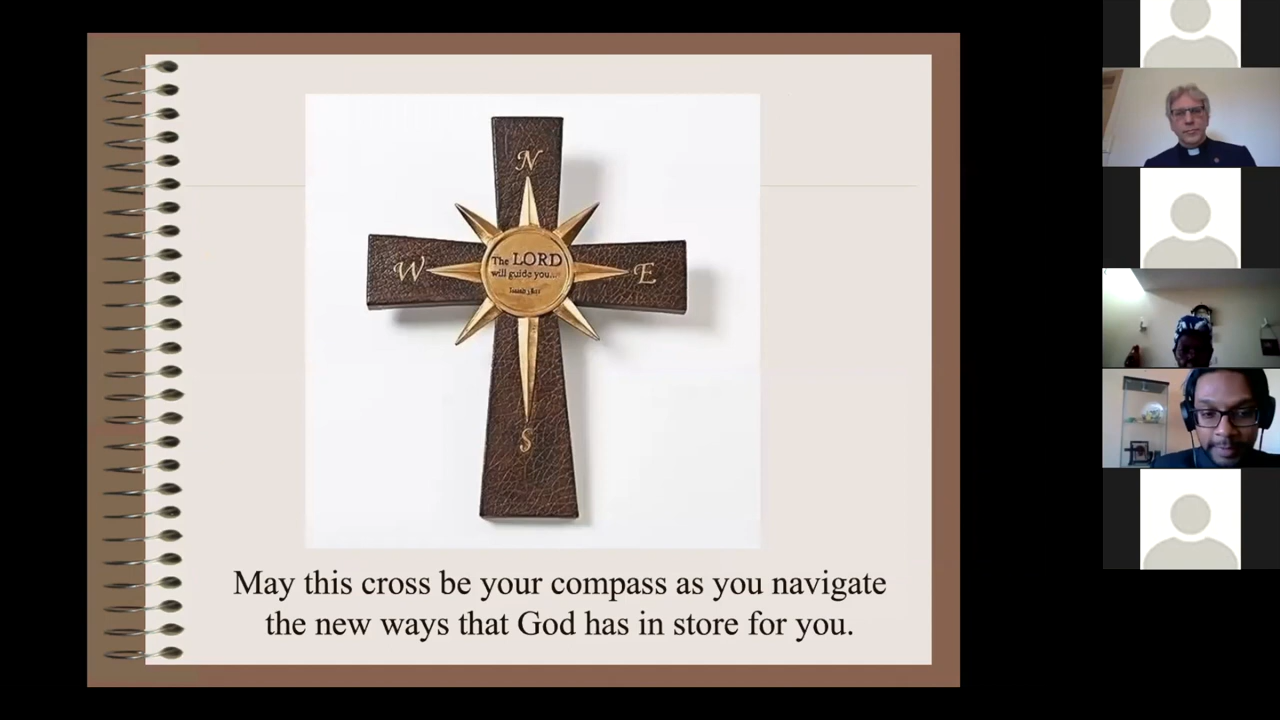 N
The LORD
W
will guide you...
E
S
May this cross be your compass as you navigate
the new ways that God has in store for you.